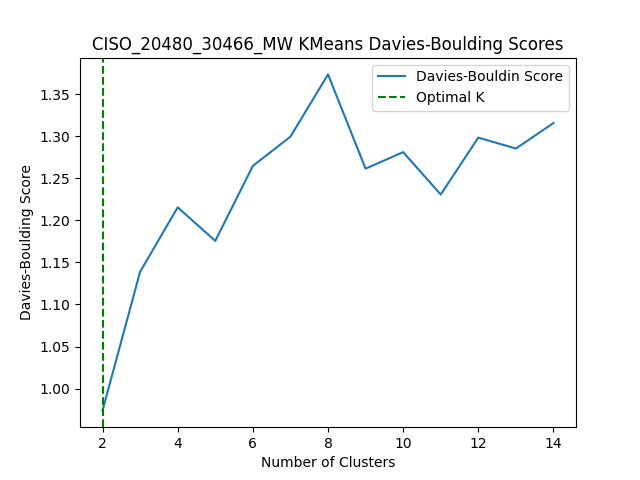 CISO_20480_30466_MW KMeans Davies-Boulding Scores
Davies-Bouldin Score
Optimal K
Davies-Boulding Score
1.35
1.30
1.25
1.20
1.15
1.10
1.05
1.00
2 4 6 8 10 12 14
Number of Clusters